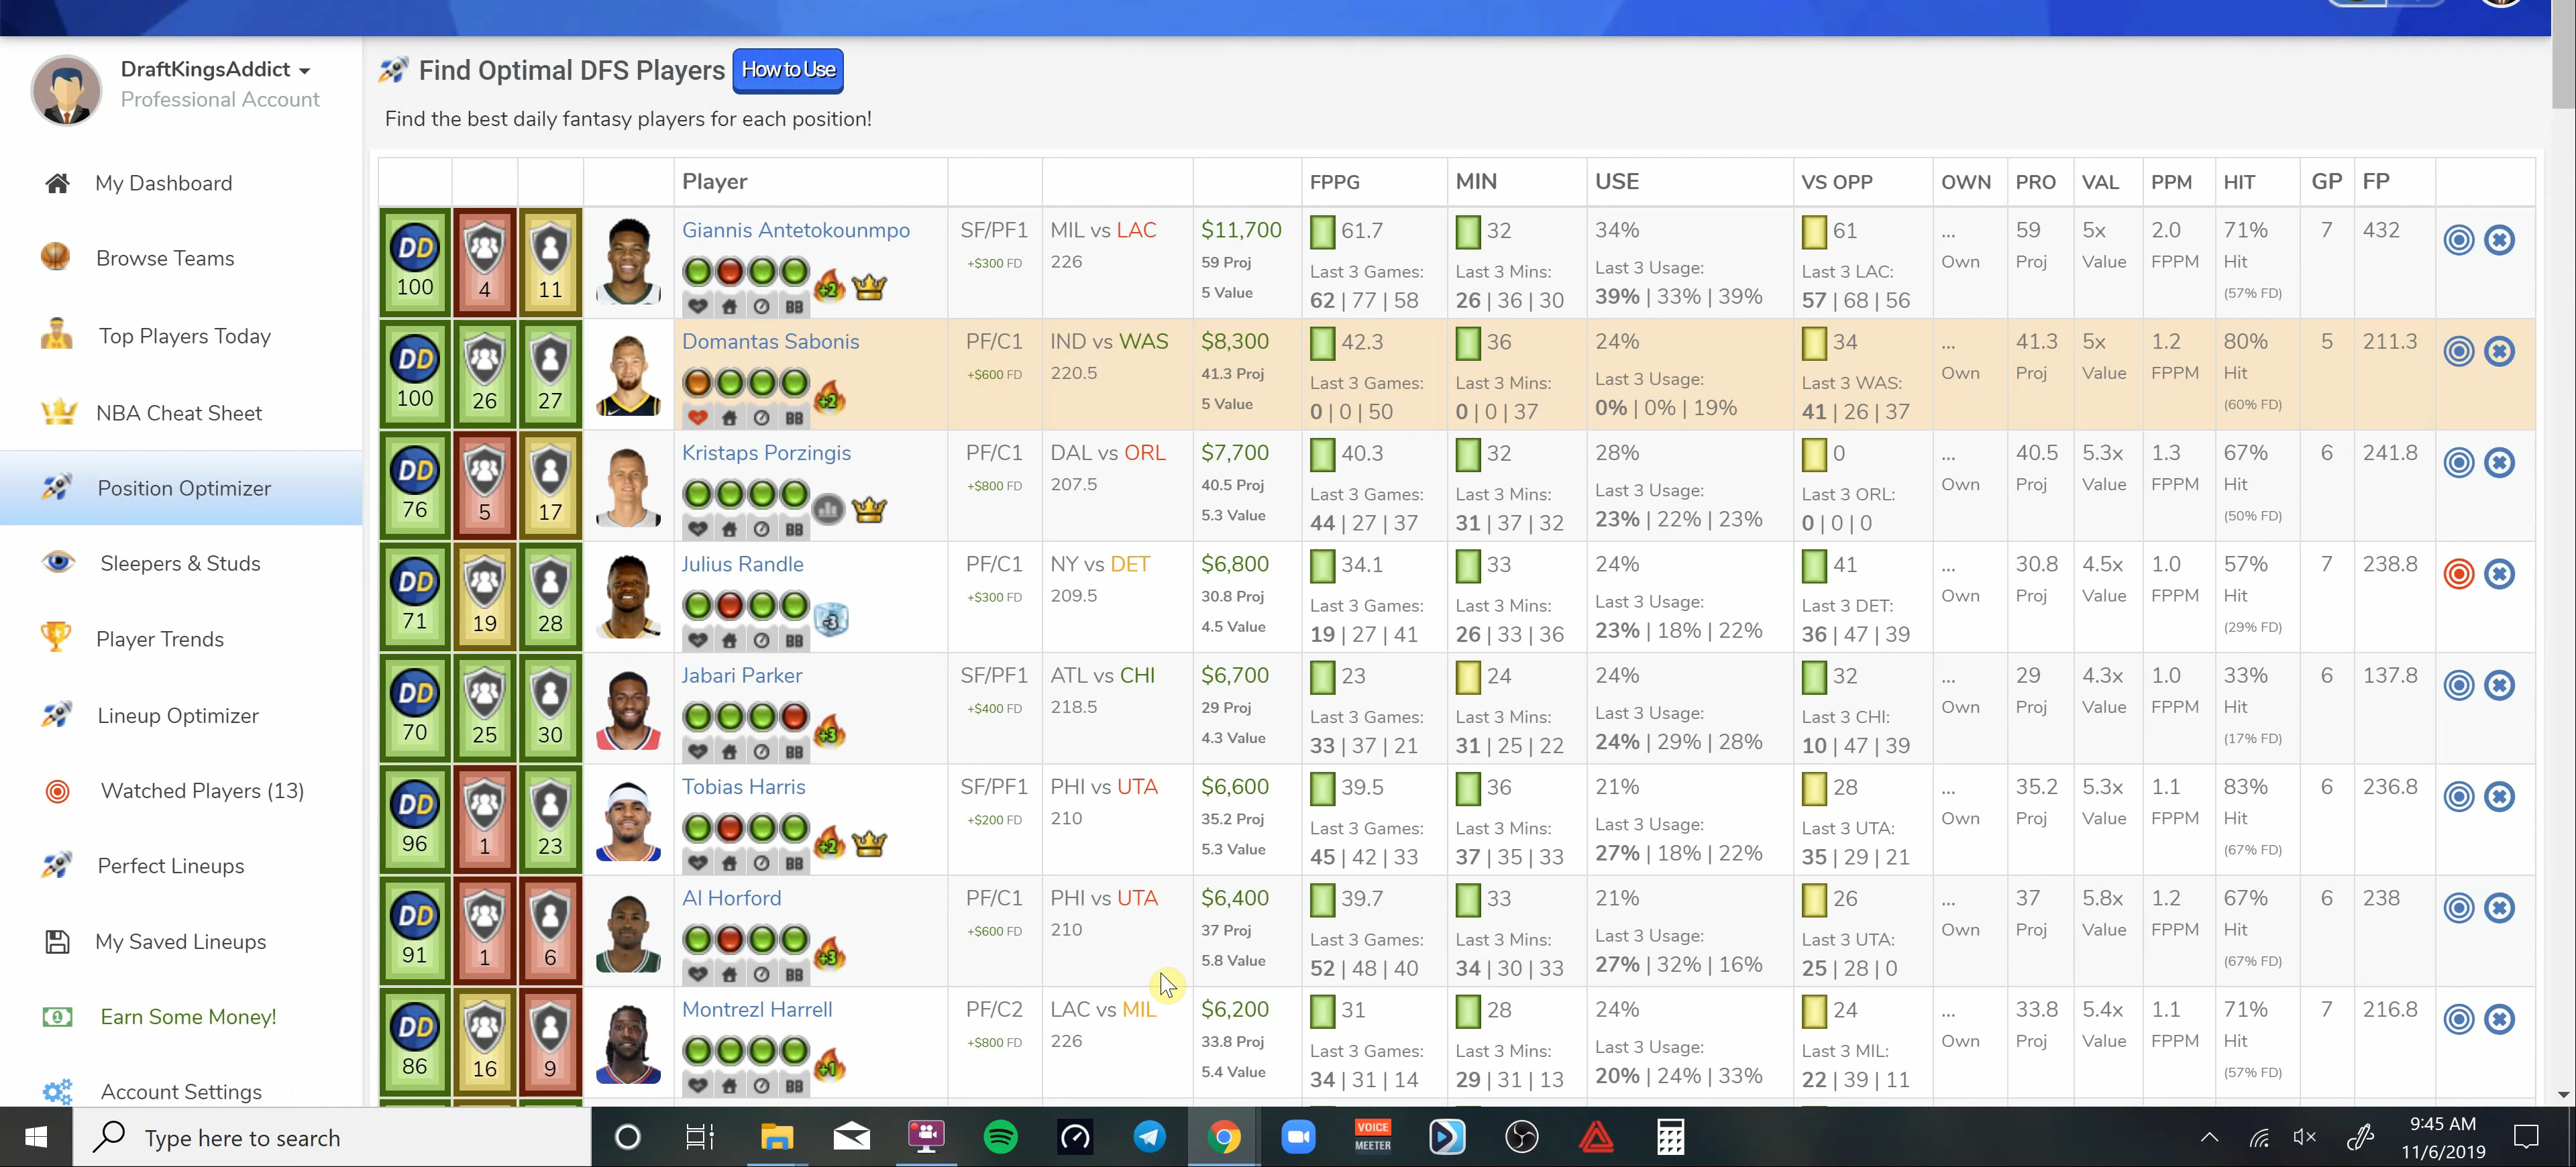 DraftKingsAddict
Professional Account
My Dashboard
Browse Teams
Top Players Today
NBA Cheat Sheet
Position Optimizer
Sleepers & Studs
Player Trends
Lineup Optimizer
Watched Players (13)
Perfect Lineups
My Saved Lineups
Earn Some Money!
Account Settings
Find Optimal DFS Players How to Use
Find the best daily fantasy players for each position!
Player FPPG MIN USE VS OPP OWN PRO VAL PPM HIT GP FP
DD 100 4 11 Giannis Antetokounmpo SF/PF1 MIL vs LAC $11,700 61.7 32 34% 61 ... 59 5x 2.0 71% 7 432
+$300 FD 226 59 Proj Last 3 Games: Last 3 Mins: Last 3 Usage: Last 3 LAC: Own Proj Value FPPM Hit
+2 BB 5 Value 62 | 77 | 58 26 | 36 | 30 39% | 33% | 39% 57 | 68 | 56 (57% FD)
DD 100 26 27 Domantas Sabonis PF/C1 IND vs WAS $8,300 42.3 36 24% 34 ... 41.3 5x 1.2 80% 5 211.3
+$600 FD 220.5 41.3 Proj Last 3 Games: Last 3 Mins: Last 3 Usage: Last 3 WAS: Own Proj Value FPPM Hit
+2 BB 5 Value 0 | 0 | 50 0 | 0 | 37 0% | 0% | 19% 41 | 26 | 37 (60% FD)
DD 76 5 17 Kristaps Porzingis PF/C1 DAL vs ORL $7,700 40.3 32 28% 0 ... 40.5 5.3x 1.3 67% 6 241.8
+$800 FD 207.5 40.5 Proj Last 3 Games: Last 3 Mins: Last 3 Usage: Last 3 ORL: Own Proj Value FPPM Hit
BB 5.3 Value 44 | 27 | 37 31 | 37 | 32 23% | 22% | 23% 0 | 0 | 0 (50% FD)
DD 71 19 28 Julius Randle PF/C1 NY vs DET $6,800 34.1 33 24% 41 ... 30.8 4.5x 1.0 57% 7 238.8
+$300 FD 209.5 30.8 Proj Last 3 Games: Last 3 Mins: Last 3 Usage: Last 3 DET: Own Proj Value FPPM Hit
-3 BB 4.5 Value 19 | 27 | 41 26 | 33 | 36 23% | 18% | 22% 36 | 47 | 39 (29% FD)
DD 70 25 30 Jabari Parker SF/PF1 ATL vs CHI $6,700 23 24 24% 32 ... 29 4.3x 1.0 33% 6 137.8
+$400 FD 218.5 29 Proj Last 3 Games: Last 3 Mins: Last 3 Usage: Last 3 CHI: Own Proj Value FPPM Hit
+3 BB 4.3 Value 33 | 37 | 21 31 | 25 | 22 24% | 29% | 28% 10 | 47 | 39 (17% FD)
DD 96 1 23 Tobias Harris SF/PF1 PHI vs UTA $6,600 39.5 36 21% 28 ... 35.2 5.3x 1.1 83% 6 236.8
+$200 FD 210 35.2 Proj Last 3 Games: Last 3 Mins: Last 3 Usage: Last 3 UTA: Own Proj Value FPPM Hit
+2 BB 5.3 Value 45 | 42 | 33 37 | 35 | 33 27% | 18% | 22% 35 | 29 | 21 (67% FD)
DD 91 1 6 Al Horford PF/C1 PHI vs UTA $6,400 39.7 33 21% 26 ... 37 5.8x 1.2 67% 6 238
+$600 FD 210 37 Proj Last 3 Games: Last 3 Mins: Last 3 Usage: Last 3 UTA: Own Proj Value FPPM Hit
+3 BB 5.8 Value 52 | 48 | 40 34 | 30 | 33 27% | 32% | 16% 25 | 28 | 0 (67% FD)
DD 86 16 9 Montrezl Harrell PF/C2 LAC vs MIL $6,200 31 28 24% 24 ... 33.8 5.4x 1.1 71% 7 216.8
+$800 FD 226 33.8 Proj Last 3 Games: Last 3 Mins: Last 3 Usage: Last 3 MIL: Own Proj Value FPPM Hit
+1 BB 5.4 Value 34 | 31 | 14 29 | 31 | 13 20% | 24% | 33% 22 | 39 | 11 (57% FD)
Type here to search
VOICE
MEETER
9:45 AM
11/6/2019